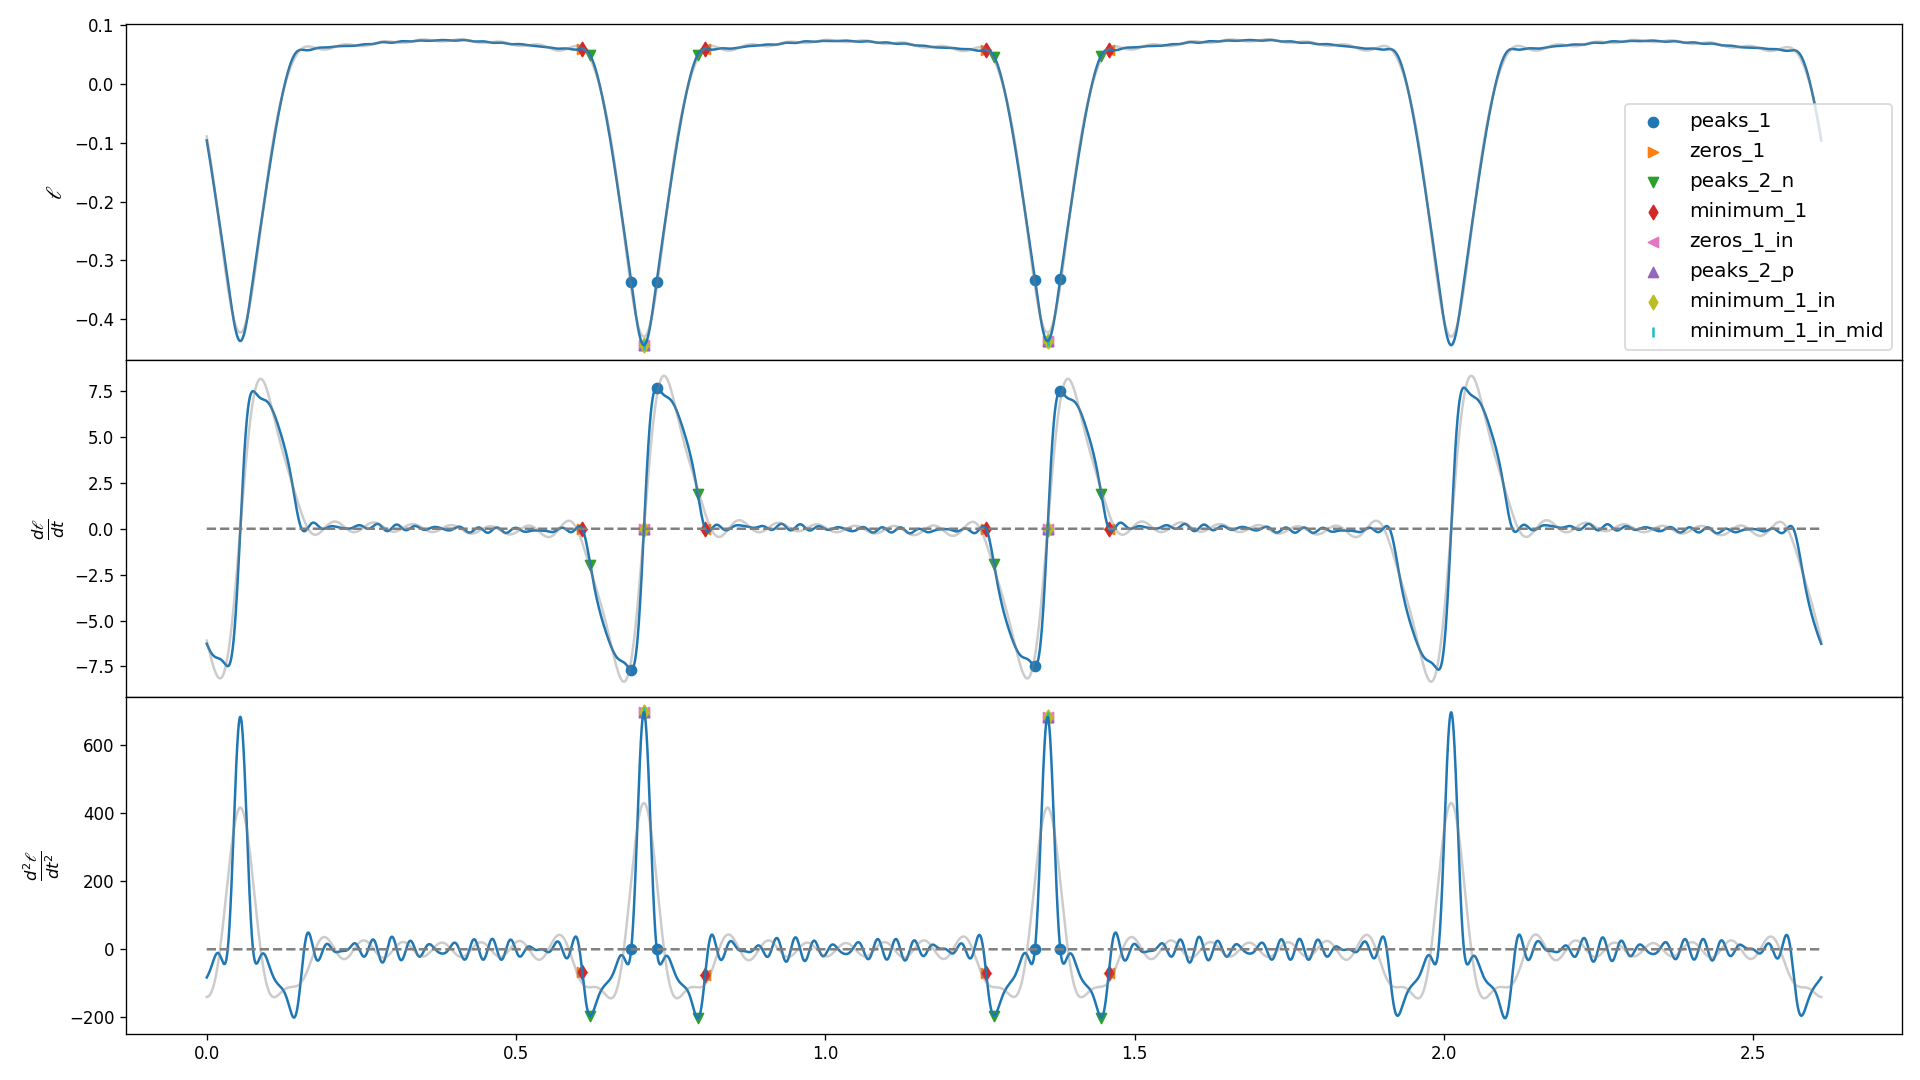 0.1
0.0
−0.1
−0.2
−0.3
−0.4
ℓ
peaks_1
zeros_1
peaks_2_n
minimum_1
zeros_1_in
peaks_2_p
minimum_1_in
minimum_1_in_mid
7.5
5.0
2.5
0.0
−2.5
−5.0
−7.5
dℓ
dt
600
400
200
0
−200
d²ℓ
dt²
0.0 0.5 1.0 1.5 2.0 2.5